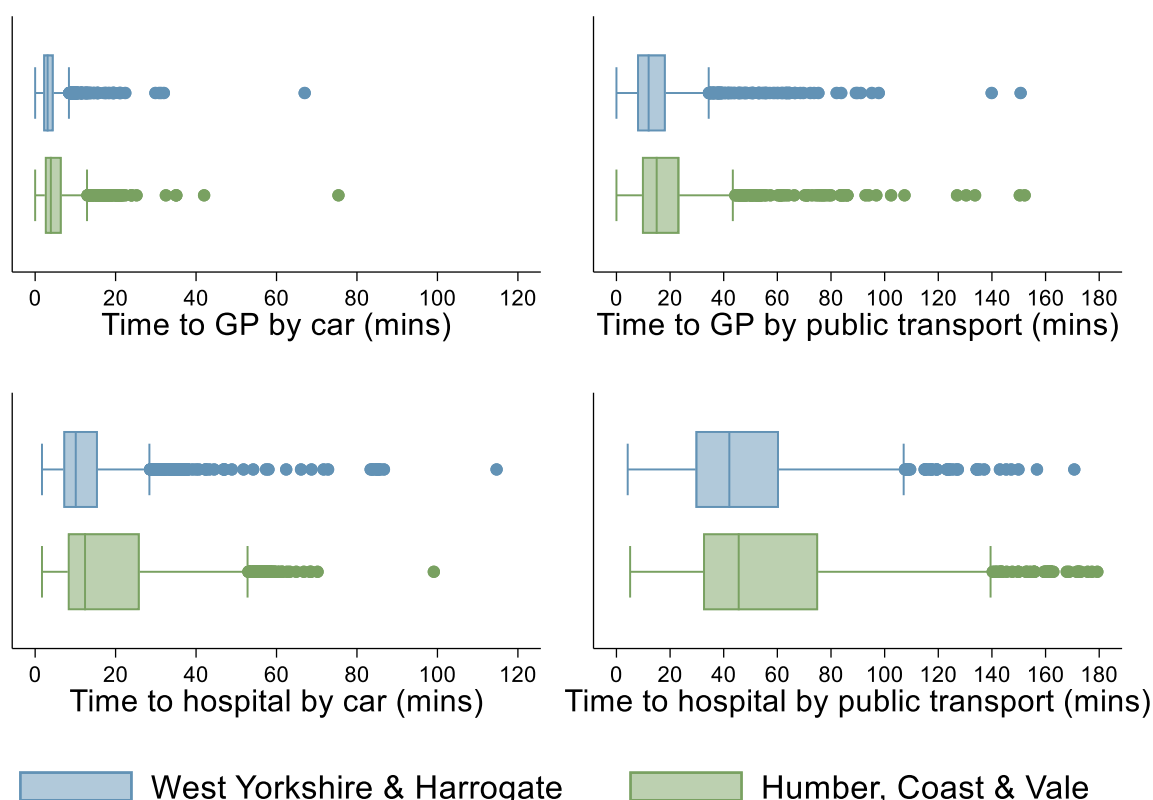 0 20 40 60 80 100 120
Time to GP by car (mins)
0 20 40 60 80 100 120 140 160 180
Time to GP by public transport (mins)
0 20 40 60 80 100 120
Time to hospital by car (mins)
0 20 40 60 80 100 120 140 160 180
Time to hospital by public transport (mins)
West Yorkshire & Harrogate
Humber, Coast & Vale